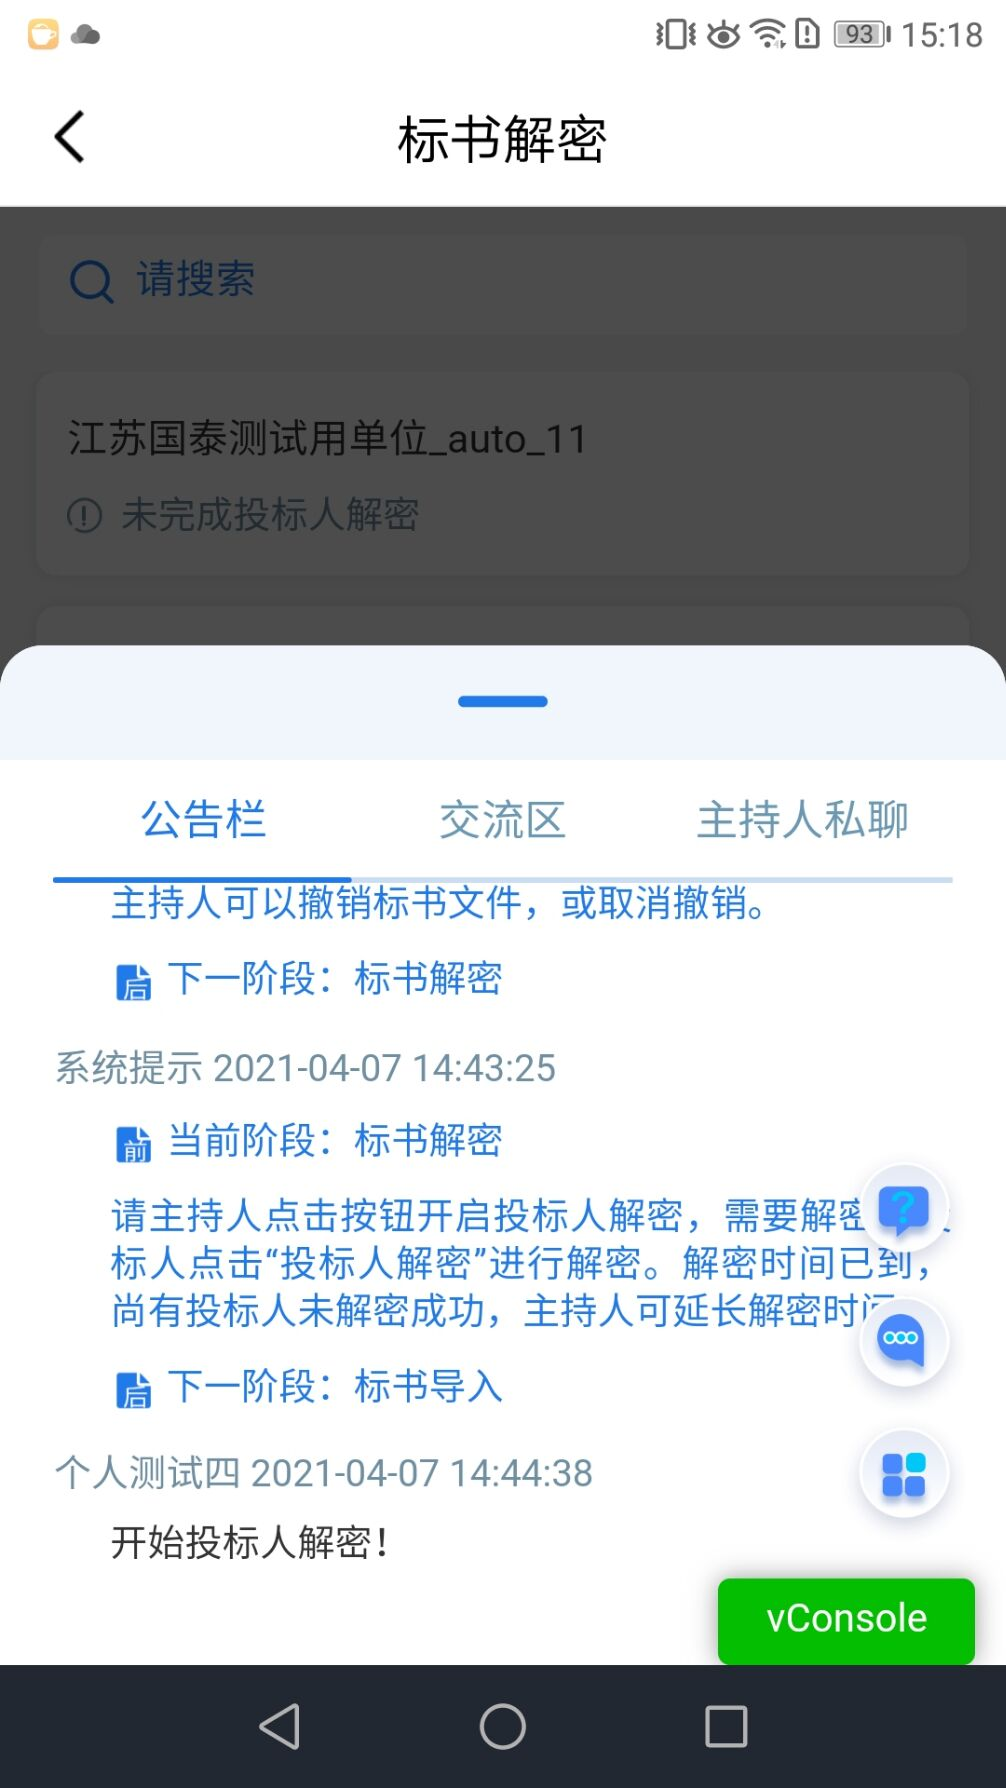 93 15:18
标书解密
请搜索
江苏国泰测试用单位_auto_11
未完成投标人解密
公告栏 交流区 主持人私聊
主持人可以撤销标书文件，或取消撤销。
后 下一阶段：标书解密
系统提示 2021-04-07 14:43:25
前 当前阶段：标书解密
请主持人点击按钮开启投标人解密，需要解密
标人点击“投标人解密”进行解密。解密时间已到，
尚有投标人未解密成功，主持人可延长解密时
后 下一阶段：标书导入
个人测试四 2021-04-07 14:44:38
开始投标人解密！
vConsole